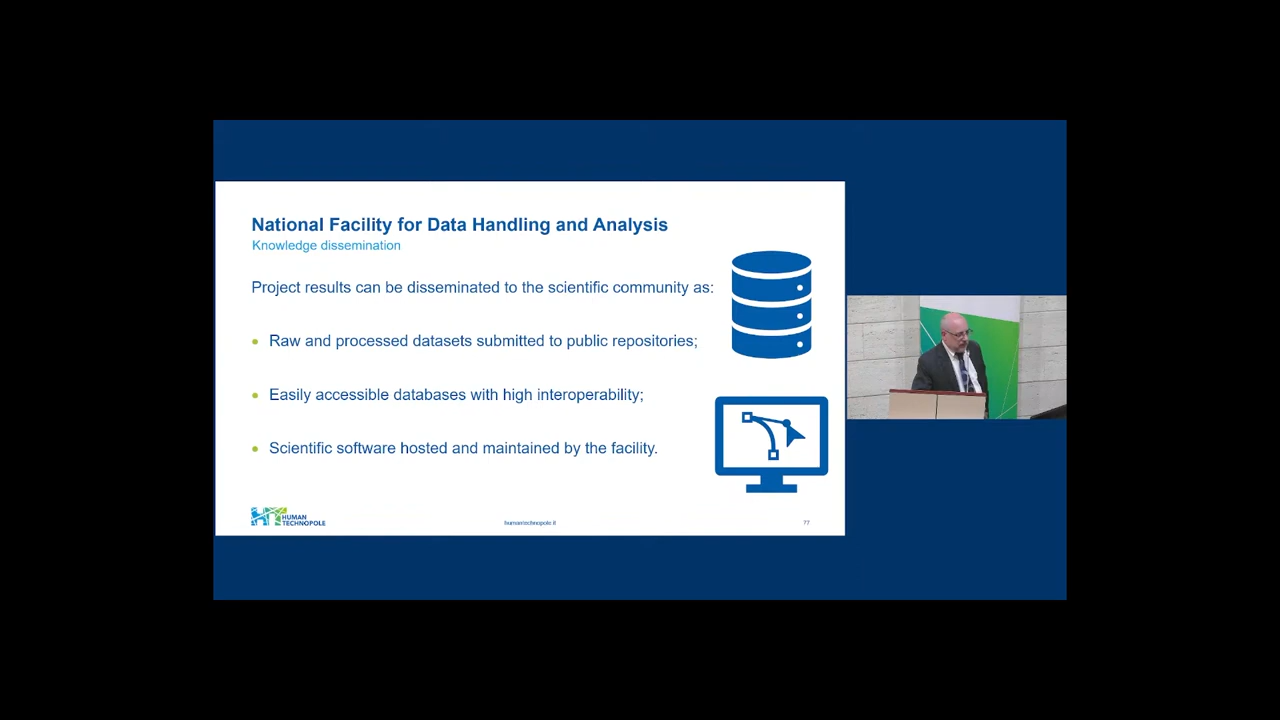 National Facility for Data Handling and Analysis
Knowledge dissemination
Project results can be disseminated to the scientific community as:
• Raw and processed datasets submitted to public repositories;
• Easily accessible databases with high interoperability;
• Scientific software hosted and maintained by the facility.
HT HUMAN
TECHNOPOLE
humantechnopole.it
77